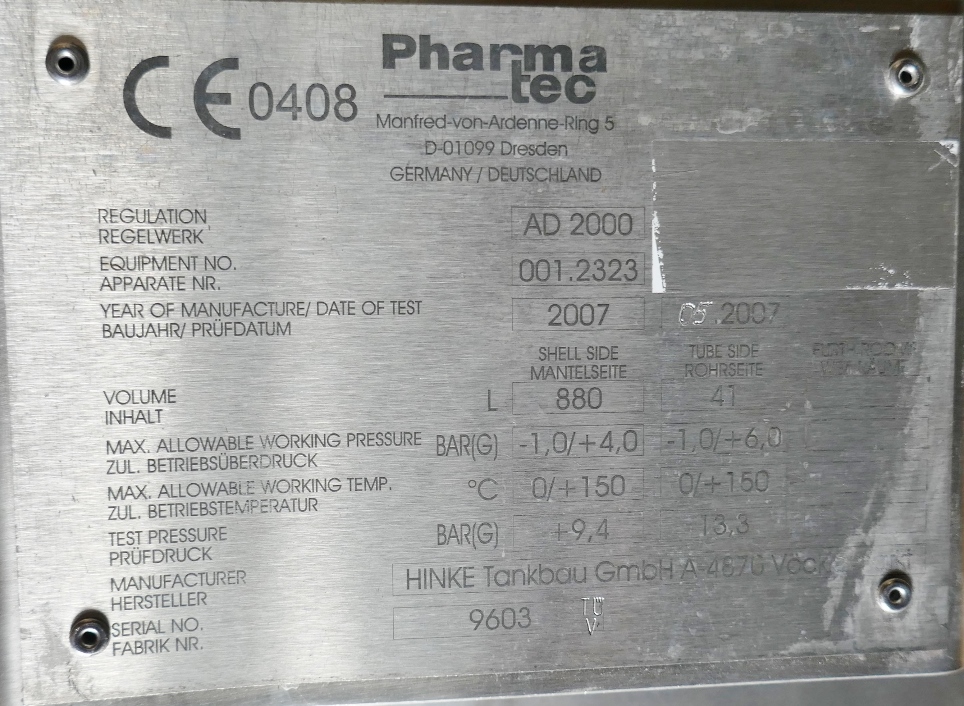 CE 0408
Pharma
tec
Manfred-von-Ardenne-Ring 5
D-01099 Dresden
GERMANY / DEUTSCHLAND
REGULATION
REGELWERK
AD 2000
EQUIPMENT NO.
APPARATE NR.
001.2323
YEAR OF MANUFACTURE/ DATE OF TEST
BAUJAHR/ PRÜFDATUM
2007 05.2007
SHELL SIDE
MANTELSEITE
TUBE SIDE
ROHRSEITE
VOLUME
INHALT
L 880 41
MAX. ALLOWABLE WORKING PRESSURE
ZUL. BETRIEBSÜBERDRUCK
BAR(G) -1,0/+4,0 -1,0/+6,0
MAX. ALLOWABLE WORKING TEMP.
ZUL. BETRIEBSTEMPERATUR
°C 0/+150 0/+150
TEST PRESSURE
PRÜFDRUCK
BAR(G) +9,4 13,3
MANUFACTURER
HERSTELLER
HINKE Tankbau GmbH A-4870
SERIAL NO.
FABRIK NR.
9603 TÜV